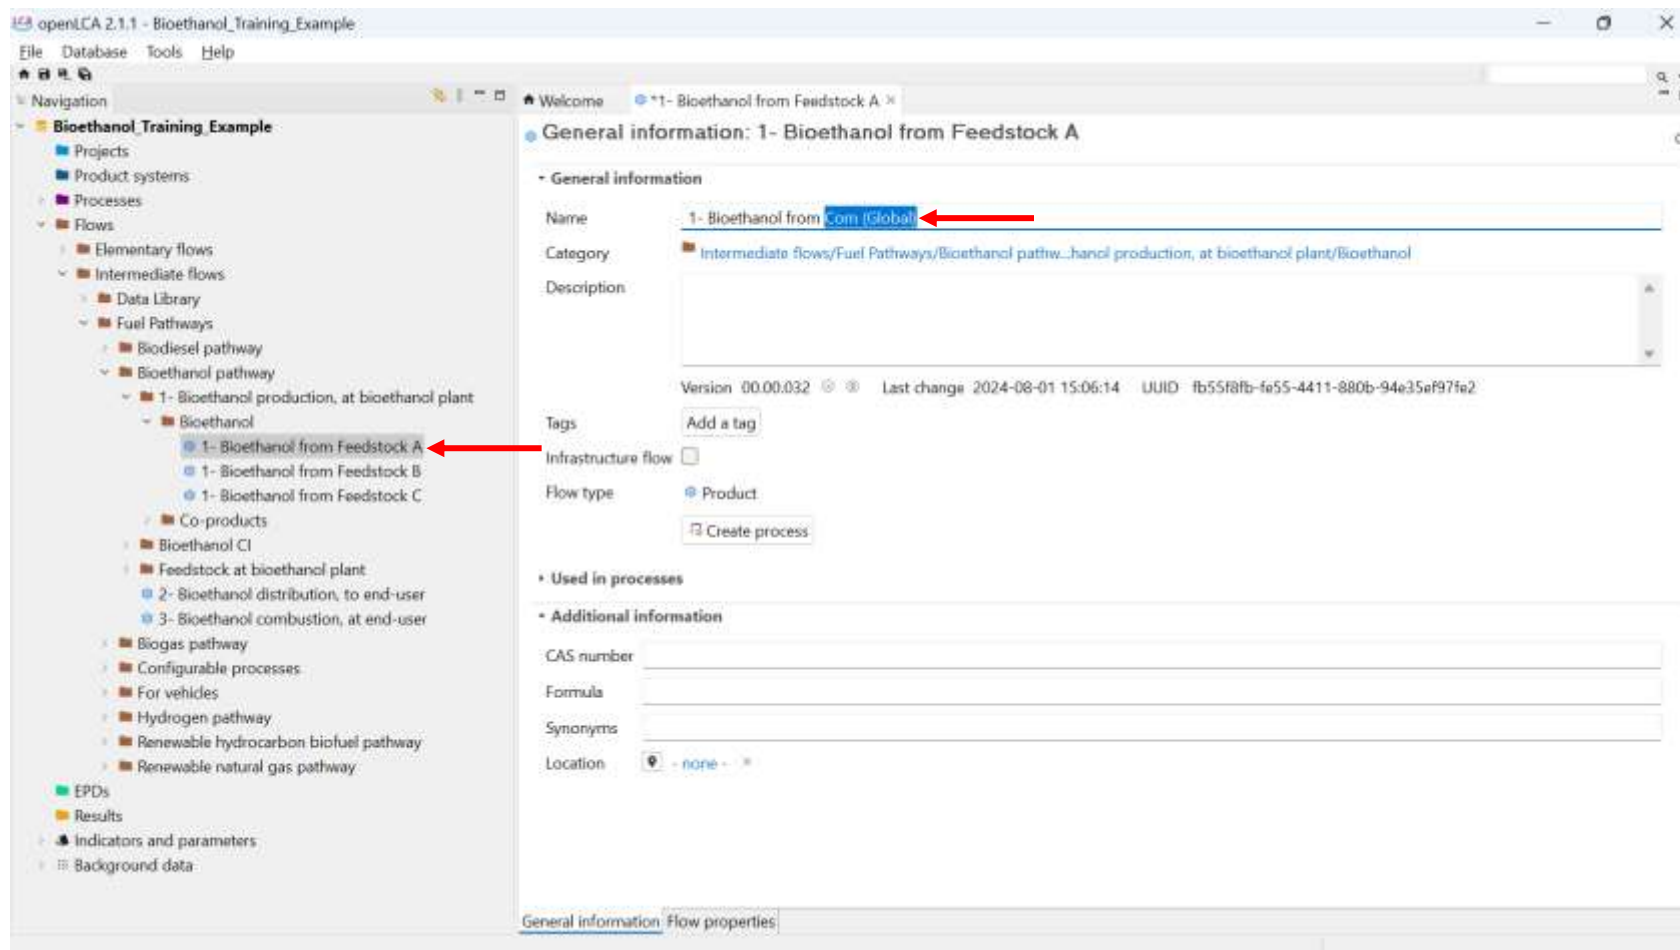 openLCA 2.1.1 - Bioethanol_Training_Example
File Database Tools Help
Navigation
Bioethanol_Training_Example
Projects
Product systems
Processes
Flows
Elementary flows
Intermediate flows
Data Library
Fuel Pathways
Biodiesel pathway
Bioethanol pathway
1- Bioethanol production, at bioethanol plant
Bioethanol
1- Bioethanol from Feedstock A
1- Bioethanol from Feedstock B
1- Bioethanol from Feedstock C
Co-products
Bioethanol CI
Feedstock at bioethanol plant
2- Bioethanol distribution, to end-user
3- Bioethanol combustion, at end-user
Biogas pathway
Configurable processes
For vehicles
Hydrogen pathway
Renewable hydrocarbon biofuel pathway
Renewable natural gas pathway
EPDs
Results
Indicators and parameters
Background data
Welcome *1- Bioethanol from Feedstock A
General information: 1- Bioethanol from Feedstock A
General information
Name 1- Bioethanol from Corn (Global)
Category Intermediate flows/Fuel Pathways/Bioethanol pathw...hanol production, at bioethanol plant/Bioethanol
Description
Version 00.00.032 Last change 2024-08-01 15:06:14 UUID fb55f8fb-fe55-4411-880b-94e35ef97fe2
Tags Add a tag
Infrastructure flow
Flow type Product
Create process
Used in processes
Additional information
CAS number
Formula
Synonyms
Location - none -
General information Flow properties